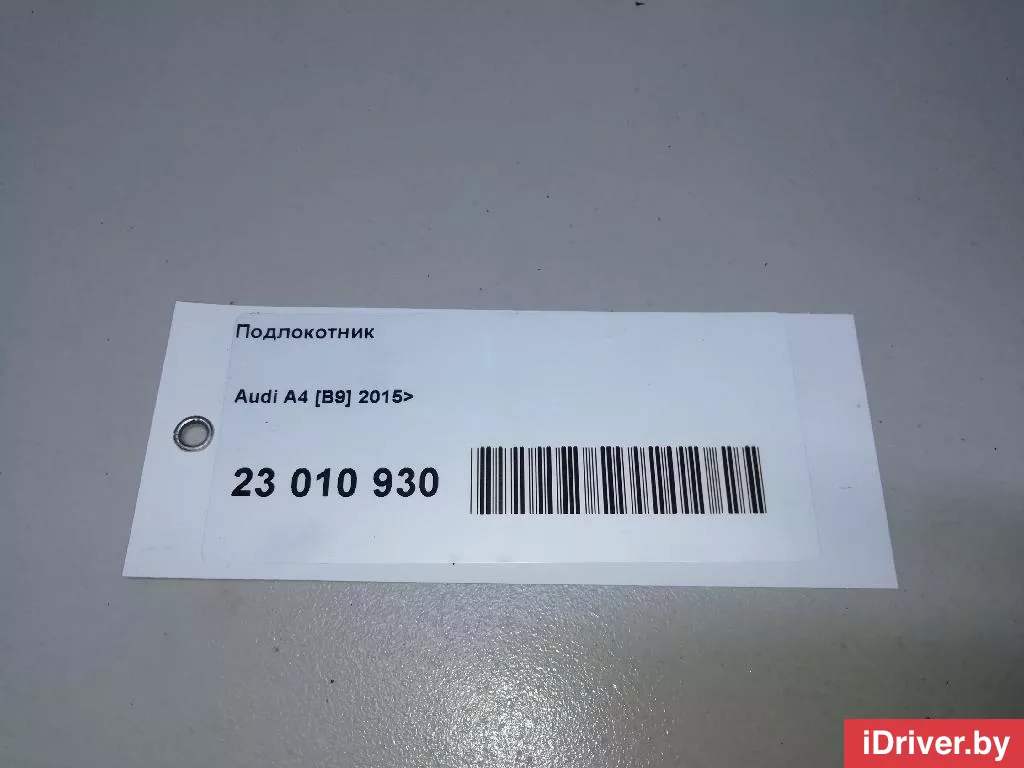 Подлокотник
Audi A4 [B9] 2015>
23 010 930
iDriver.by